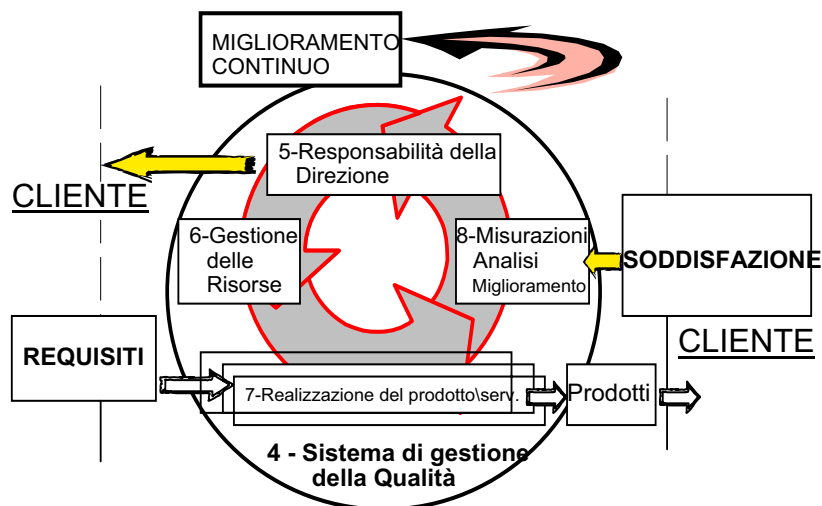 MIGLIORAMENTO
CONTINUO
5-Responsabilità della
Direzione
CLIENTE
6-Gestione
delle
Risorse
8-Misurazioni
Analisi
Miglioramento
SODDISFAZIONE
CLIENTE
REQUISITI
7-Realizzazione del prodotto\serv.
Prodotti
4 - Sistema di gestione
della Qualità